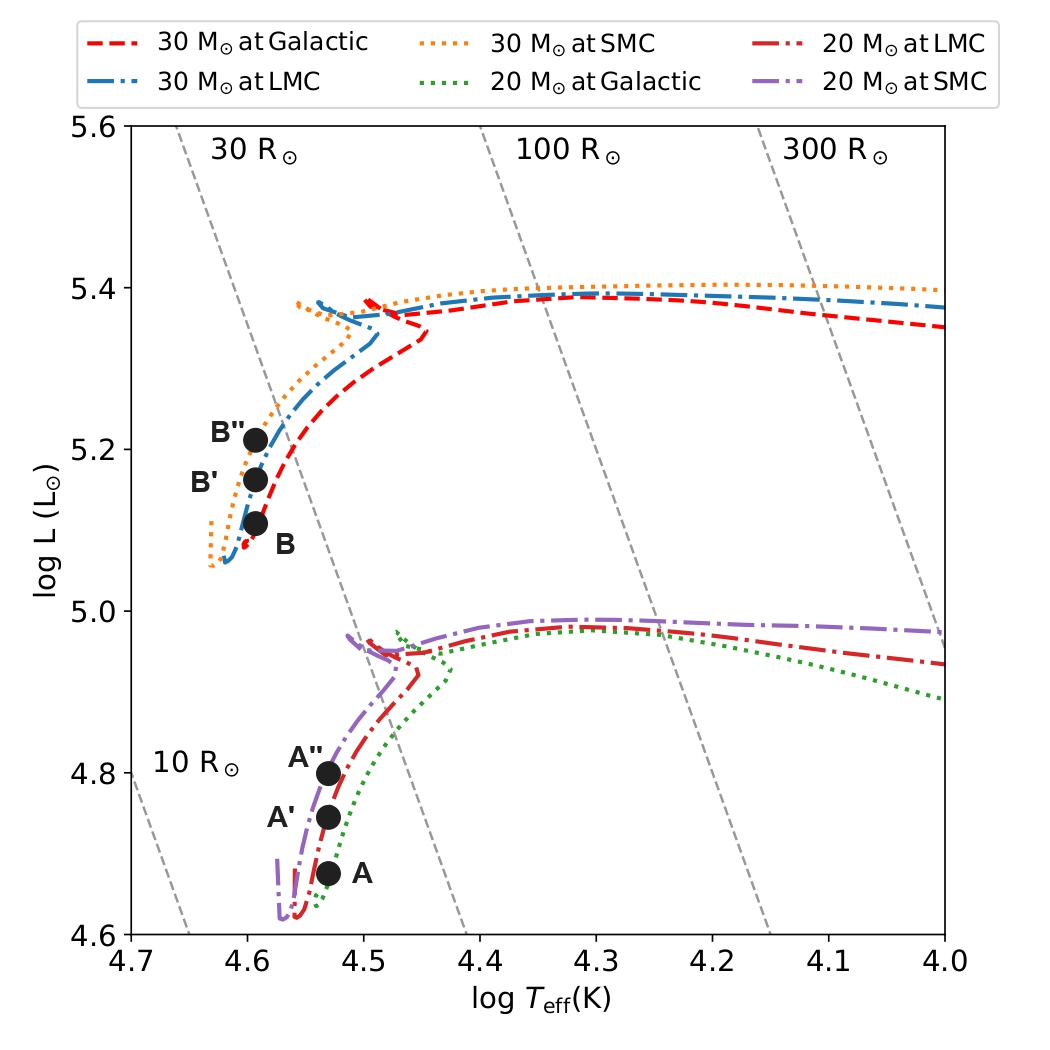 30 M⊙ at Galactic 30 M⊙ at SMC 20 M⊙ at LMC
30 M⊙ at LMC 20 M⊙ at Galactic 20 M⊙ at SMC
5.6
30 R⊙ 100 R⊙ 300 R⊙
5.4
B"
5.2
B'
B
log L (L⊙)
5.0
A"
10 R⊙
4.8
A'
A
4.6
4.7 4.6 4.5 4.4 4.3 4.2 4.1 4.0
log Teff(K)